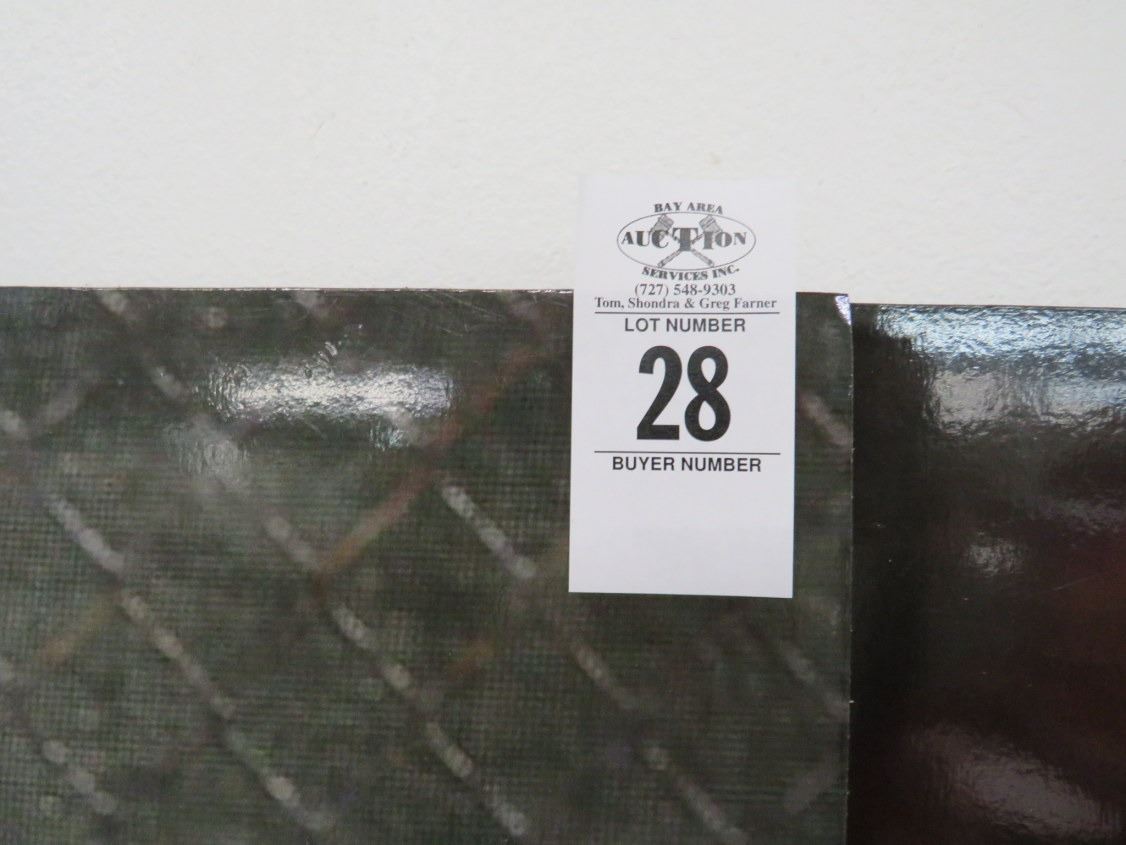 BAY AREA
AUCTION
SERVICES INC.
(727) 548-9303
Tom, Shondra & Greg Farner
LOT NUMBER
28
BUYER NUMBER